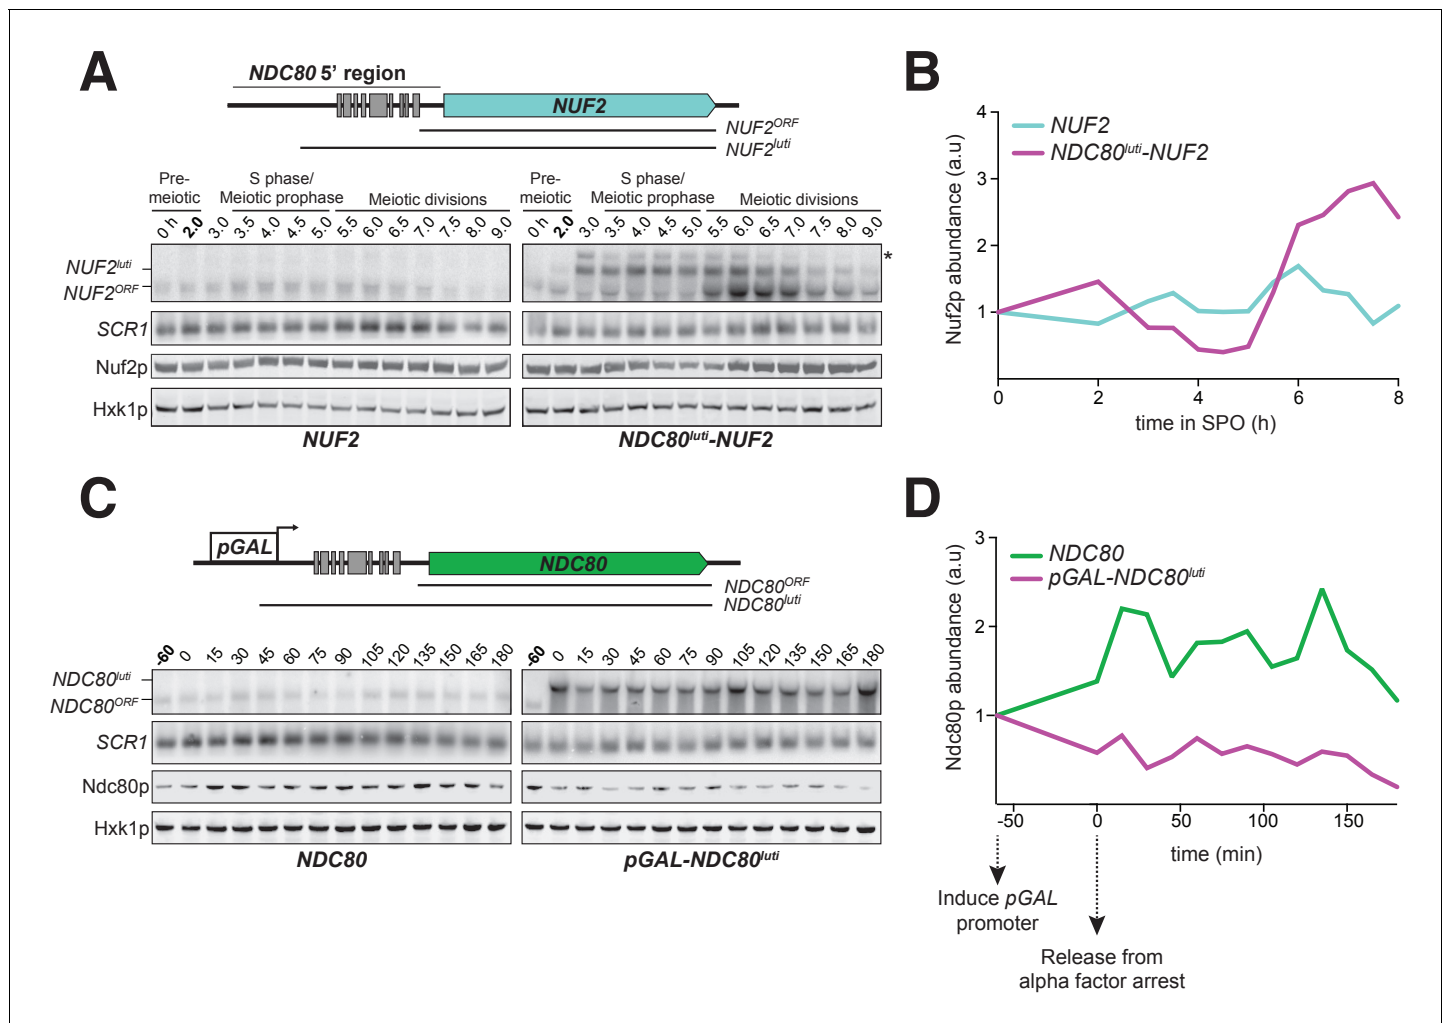 A
NDC80 5' region
NUF2
NUF2ORF
NUF2luti
Pre-
meiotic
S phase/
Meiotic prophase
Meiotic divisions
0 h 2.0 3.0 3.5 4.0 4.5 5.0 5.5 6.0 6.5 7.0 7.5 8.0 9.0
Pre-
meiotic
S phase/
Meiotic prophase
Meiotic divisions
0 h 2.0 3.0 3.5 4.0 4.5 5.0 5.5 6.0 6.5 7.0 7.5 8.0 9.0
NUF2luti
*
NUF2ORF
SCR1
Nuf2p
Hxk1p
NUF2
NDC80luti-NUF2
B
Nuf2p abundance (a.u)
4
3
2
1
NUF2
NDC80luti-NUF2
0 2 4 6 8
time in SPO (h)
C
pGAL
NDC80
NDC80ORF
NDC80luti
-60 0 15 30 45 60 75 90 105 120 135 150 165 180
-60 0 15 30 45 60 75 90 105 120 135 150 165 180
NDC80luti
NDC80ORF
SCR1
Ndc80p
Hxk1p
NDC80
pGAL-NDC80luti
D
Ndc80p abundance (a.u)
3
2
1
NDC80
pGAL-NDC80luti
-50 0 50 100 150
time (min)
Induce pGAL
promoter
Release from
alpha factor arrest